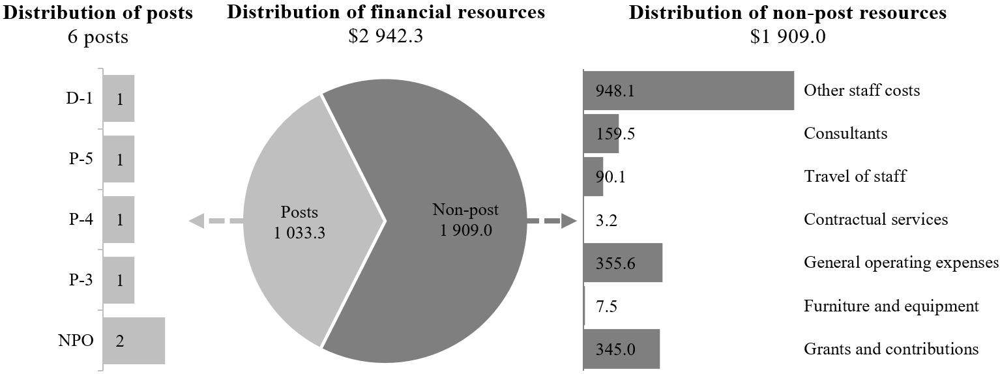 Distribution of posts
6 posts
D-1
1
P-5
1
P-4
1
P-3
1
NPO
2
Distribution of financial resources
$2 942.3
Posts
1 033.3
Non-post
1 909.0
Distribution of non-post resources
$1 909.0
948.1 Other staff costs
159.5 Consultants
90.1 Travel of staff
3.2 Contractual services
355.6 General operating expenses
7.5 Furniture and equipment
345.0 Grants and contributions